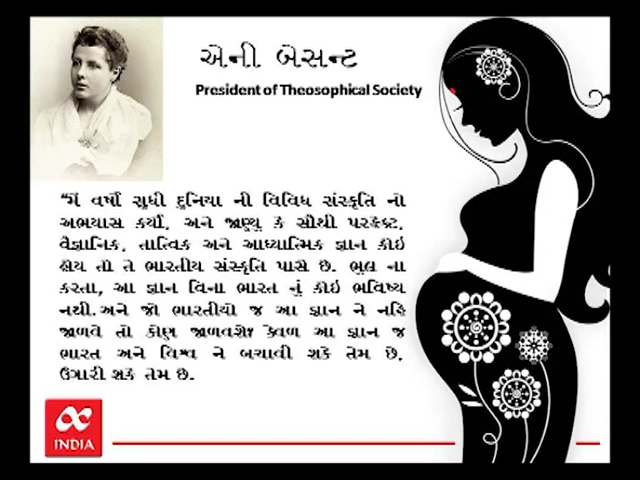 એની બેસન્ટ
President of Theosophical Society
“મેં વર્ષો સુધી દુનિયા ની વિવિધ સંસ્કૃતિ નો
અભયાસ કર્યો. અને જાણ્યુ કે સૌથી પરફેક્ટ,
વૈજ્ઞાનિક, તાત્વિક અને આધ્યાત્મિક જ્ઞાન કોઇ
હોય તો તે ભારતીય સંસ્કૃતિ પાસે છે. ભુલ ના
કરતા, આ જ્ઞાન વિના ભારત નું કોઇ ભવિષ્ય
નથી.અને જો ભારતીયો જ આ જ્ઞાન ને નહિ
જાળવે તો કોણ જાળવશે? કેવળ આ જ્ઞાન જ
ભારત અને વિશ્વ ને બચાવી શકે તેમ છે.
ઉગારી શકે તેમ છે.
INDIA